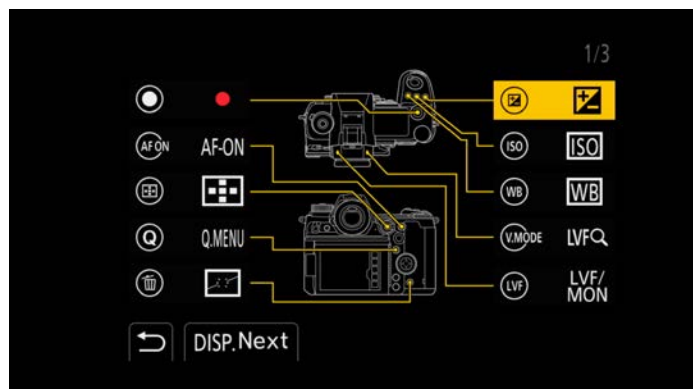 1/3
ISO ISO
AF ON AF-ON
WB WB
Q Q.MENU
V.MODE LVF
LVF LVF/
MON
DISP.Next